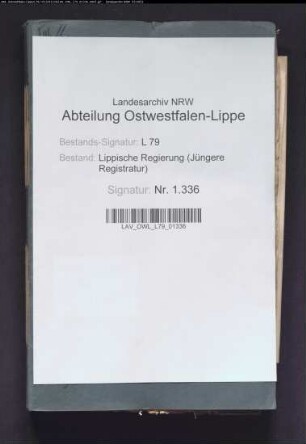 Landesarchiv NRW
Abteilung Ostwestfalen-Lippe
Bestands-Signatur: L 79
Bestand: Lippische Regierung (Jüngere
Registratur)
Signatur: Nr. 1.336
LAV_OWL_L79_01336